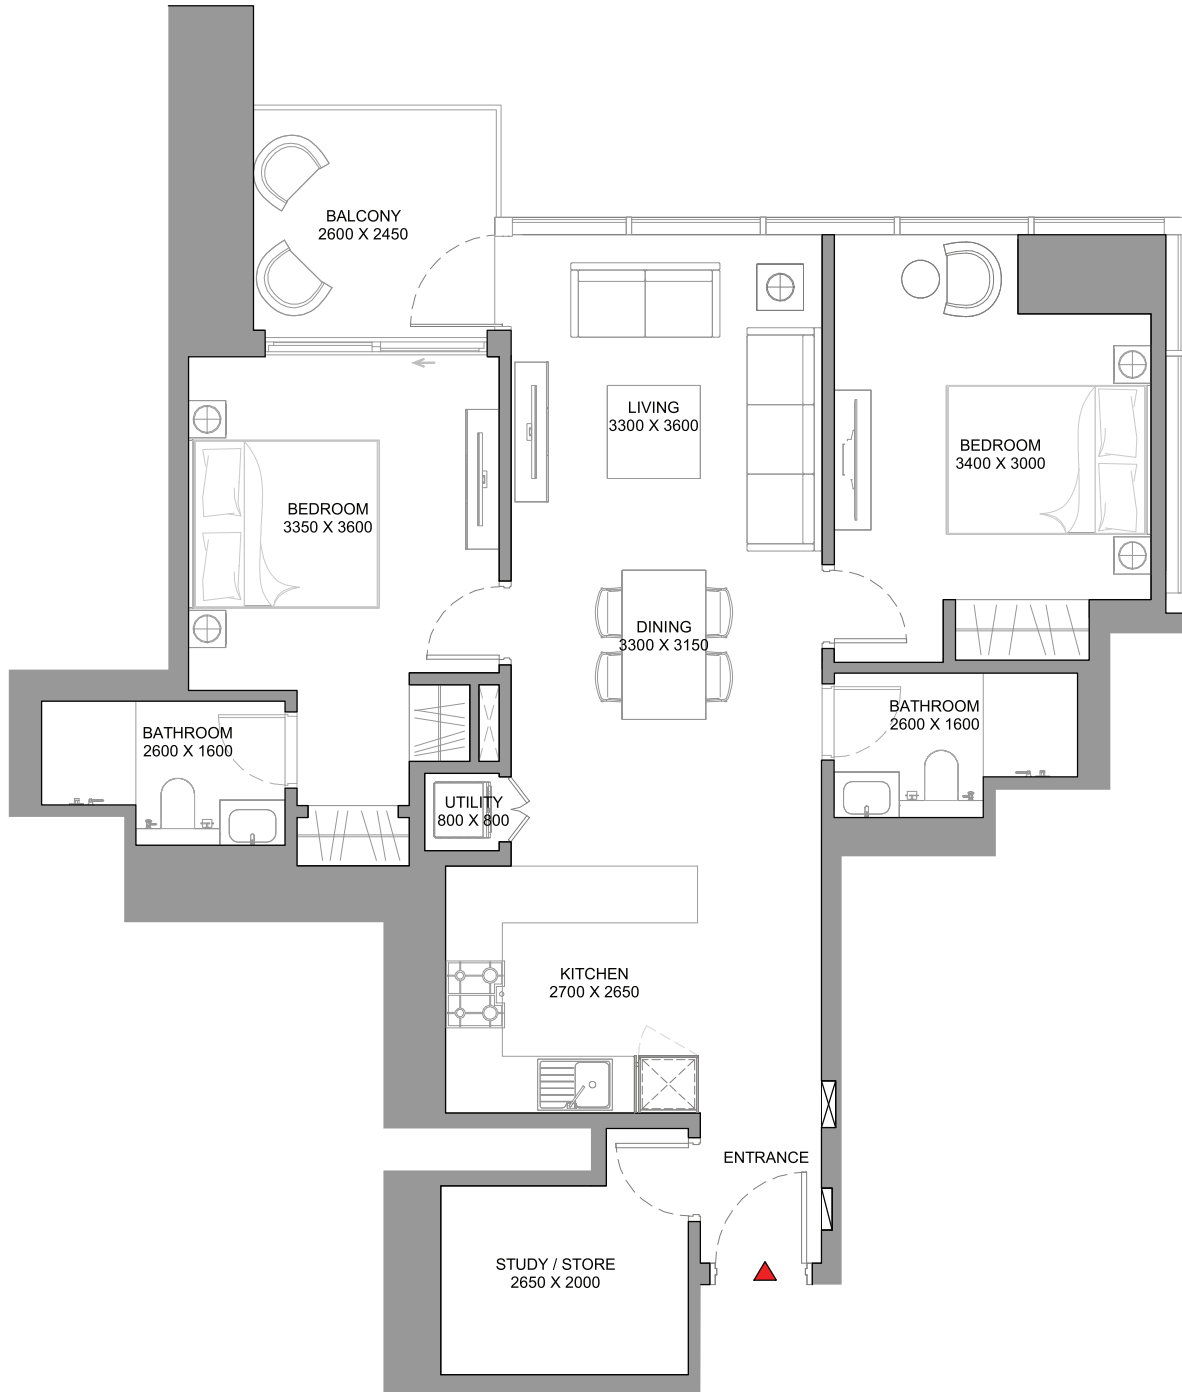 BALCONY
2600 X 2450
LIVING
3300 X 3600
BEDROOM
3400 X 3000
BEDROOM
3350 X 3600
DINING
3300 X 3150
BATHROOM
2600 X 1600
BATHROOM
2600 X 1600
UTILITY
800 X 800
KITCHEN
2700 X 2650
ENTRANCE
STUDY / STORE
2650 X 2000